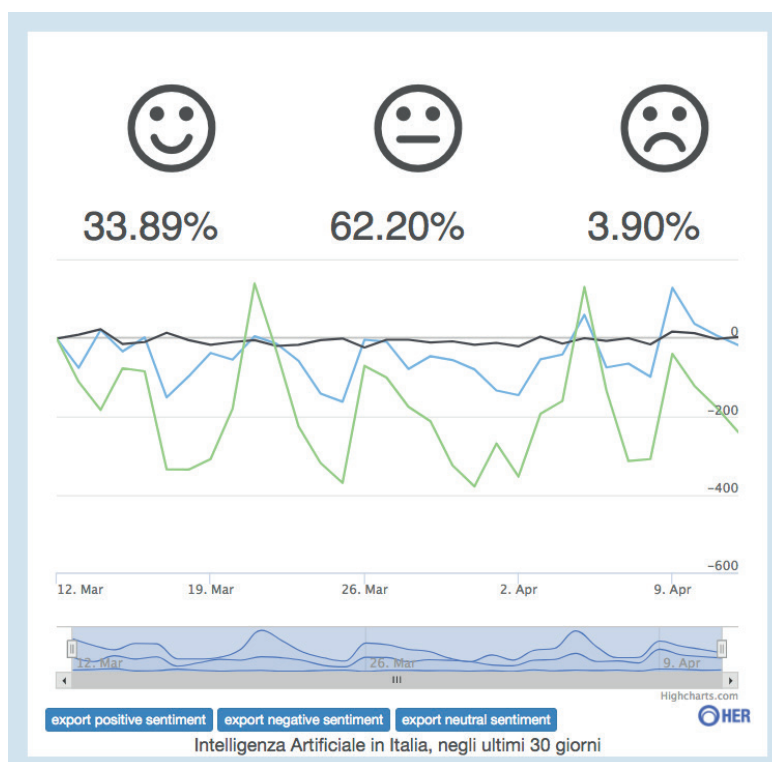 33.89% 62.20% 3.90%
0
-200
-400
-600
12. Mar 19. Mar 26. Mar 2. Apr 9. Apr
12. Mar 26. Mar 9. Apr
Highcharts.com
export positive sentiment export negative sentiment export neutral sentiment HER
Intelligenza Artificiale in Italia, negli ultimi 30 giorni